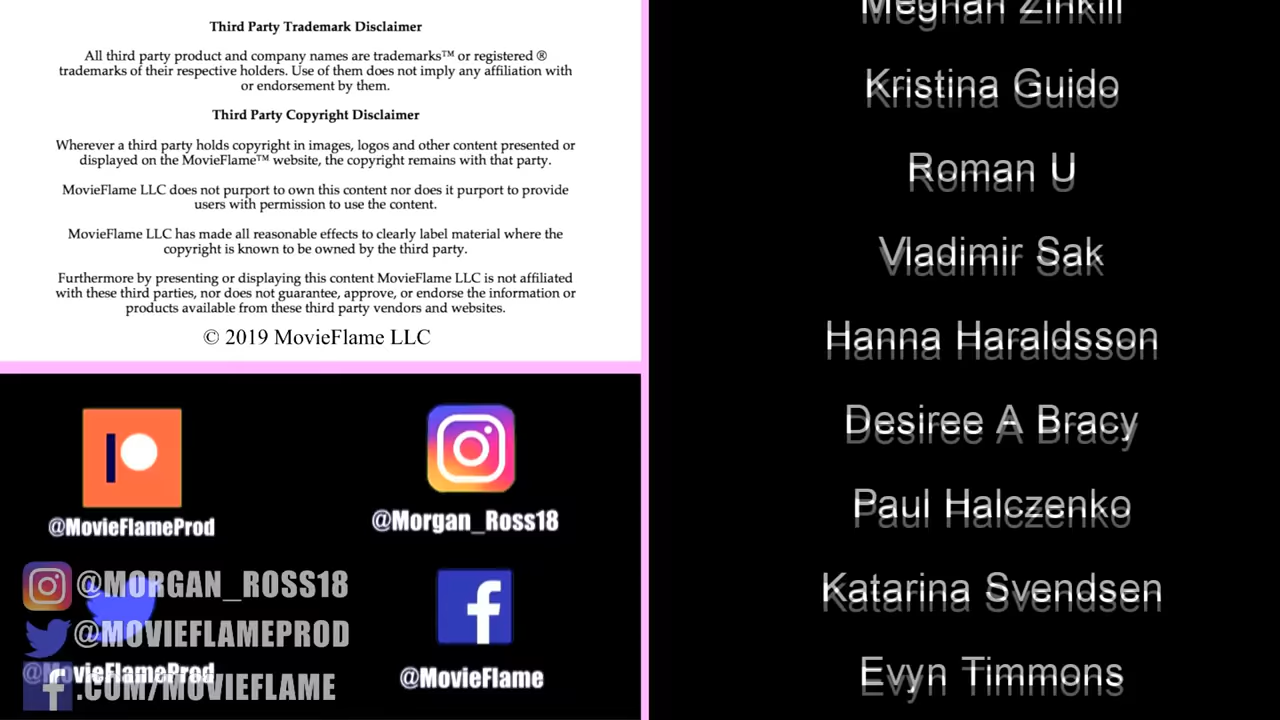 Third Party Trademark Disclaimer
All third party product and company names are trademarks™ or registered ®
trademarks of their respective holders. Use of them does not imply any affiliation with
or endorsement by them.
Third Party Copyright Disclaimer
Wherever a third party holds copyright in images, logos and other content presented or
displayed on the MovieFlame™ website, the copyright remains with that party.
MovieFlame LLC does not purport to own this content nor does it purport to provide
users with permission to use the content.
MovieFlame LLC has made all reasonable effects to clearly label material where the
copyright is known to be owned by the third party.
Furthermore by presenting or displaying this content MovieFlame LLC is not affiliated
with these third parties, nor does not guarantee, approve, or endorse the information or
products available from these third party vendors and websites.
© 2019 MovieFlame LLC
@MovieFlameProd
@Morgan_Ross18
@MORGAN_ROSS18
@MOVIEFLAMEPROD
@MovieFlameProd
.COM/MOVIEFLAME
@MovieFlame
Meghan Zinkill
Kristina Guido
Roman U
Vladimir Sak
Hanna Haraldsson
Desiree A Bracy
Paul Halczenko
Katarina Svendsen
Evyn Timmons